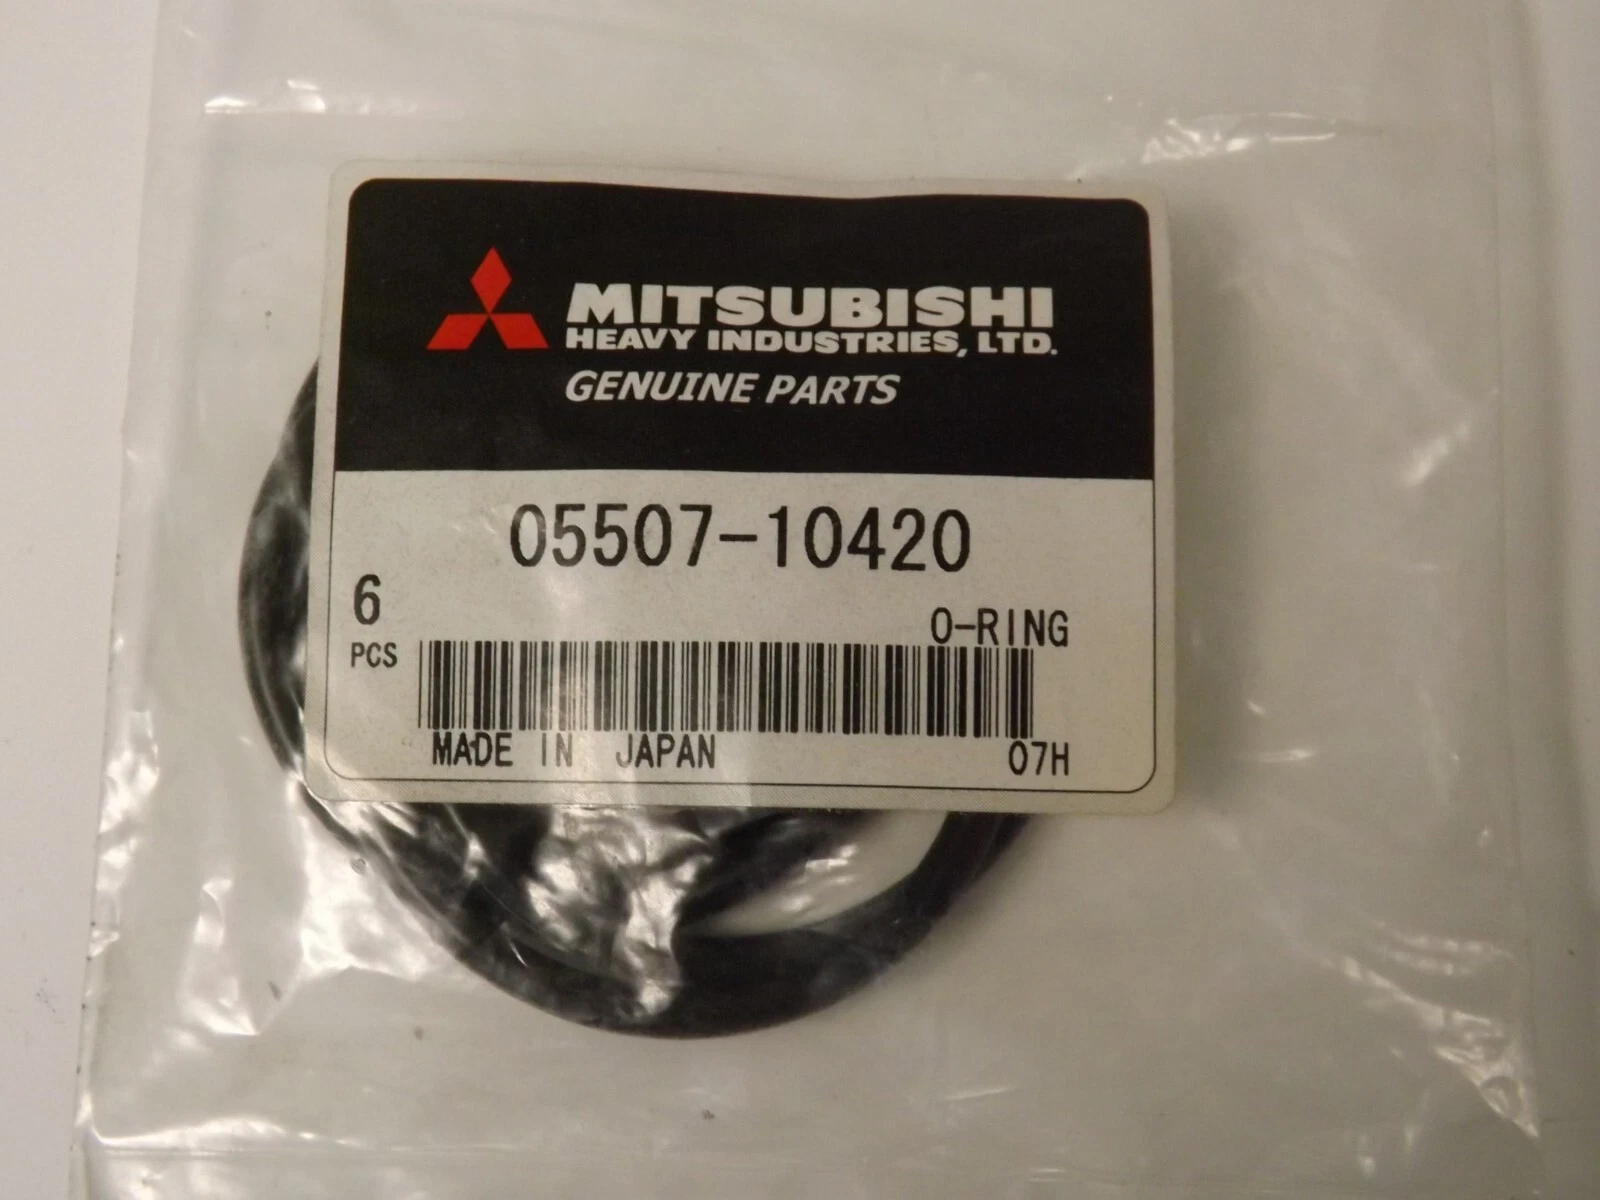 MITSUBISHI
HEAVY INDUSTRIES, LTD.
GENUINE PARTS
05507-10420
6
PCS
O-RING
MADE IN JAPAN
07H